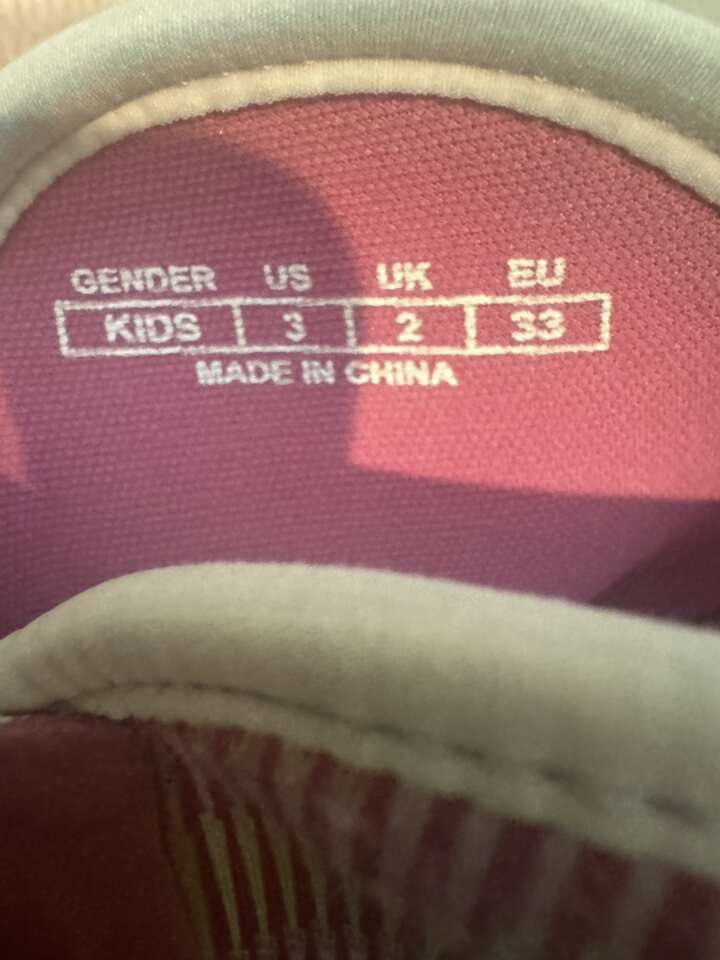 GENDER US UK EU
KIDS 3 2 33
MADE IN CHINA